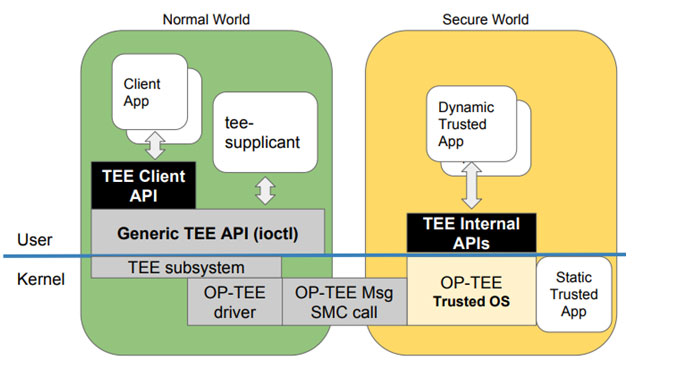 Normal World
Secure World
Client
App
tee-
supplicant
Dynamic
Trusted
App
TEE Client
API
Generic TEE API (ioctl)
TEE Internal
APIs
User
Kernel
TEE subsystem
OP-TEE
driver
OP-TEE Msg
SMC call
OP-TEE
Trusted OS
Static
Trusted
App